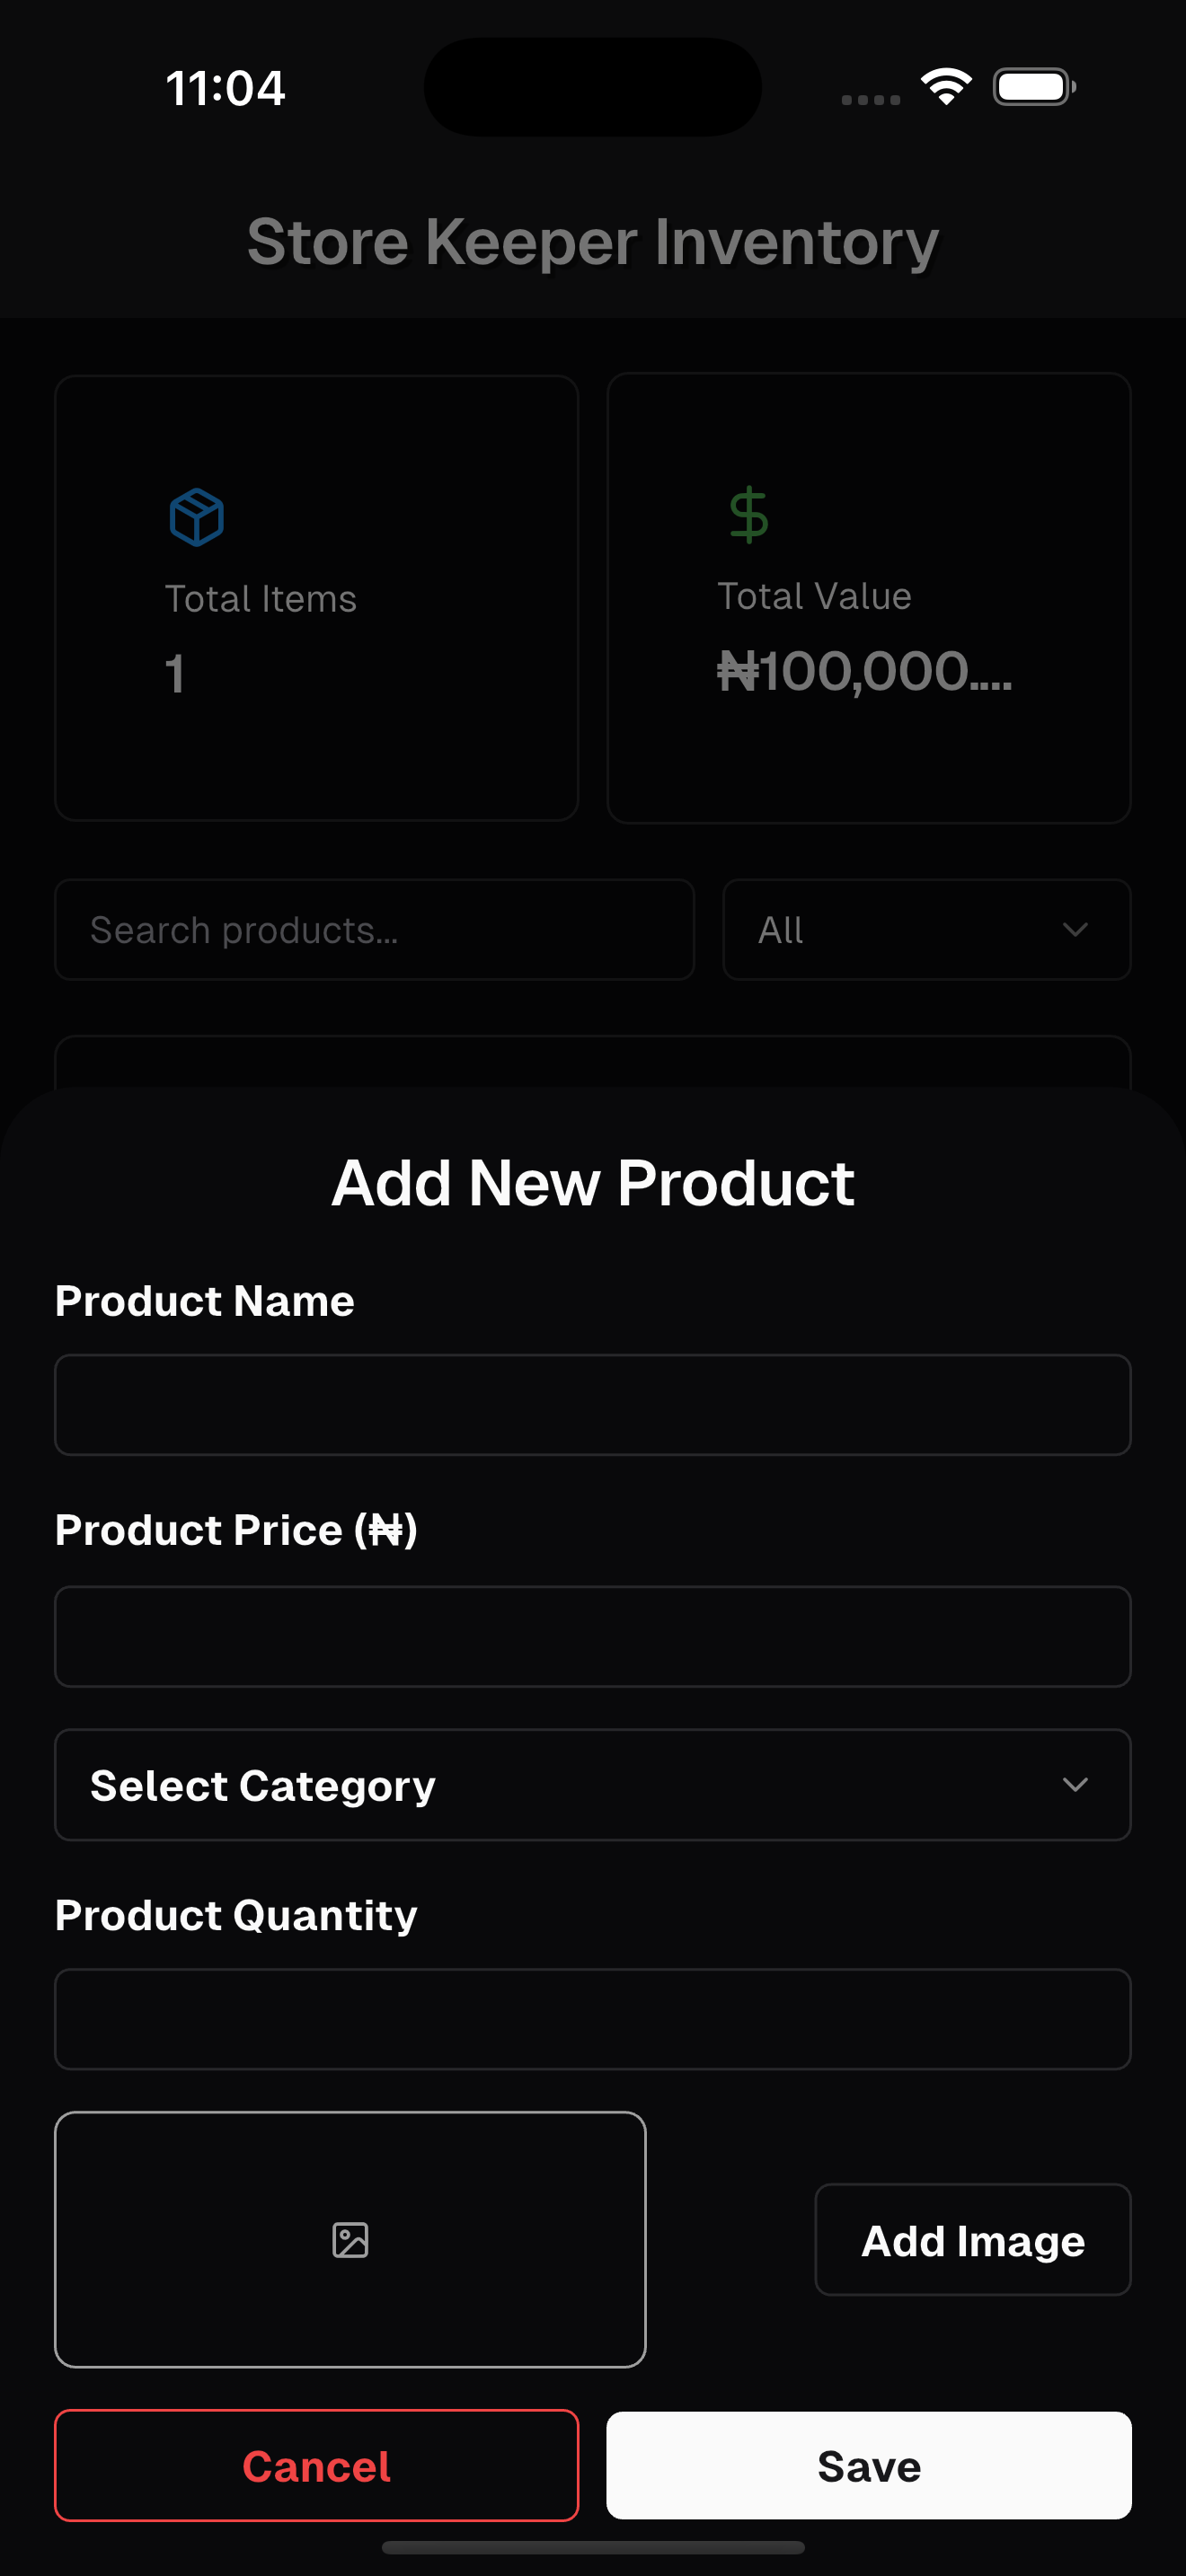 11:04
Store Keeper Inventory
Total Items
1
Total Value
₦100,000....
Search products...
All
Add New Product
Product Name
Product Price (₦)
Select Category
Product Quantity
Add Image
Cancel
Save